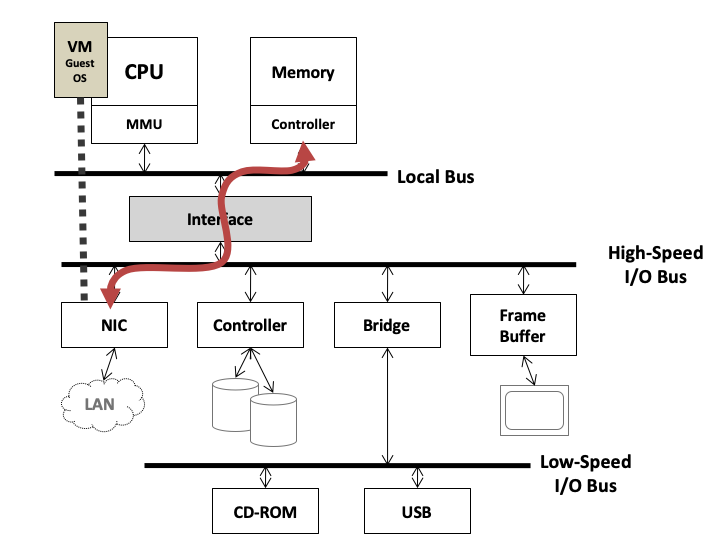 VM
Guest
OS
CPU
MMU
Memory
Controller
Local Bus
Interface
High-Speed
I/O Bus
NIC
Controller
Bridge
Frame
Buffer
LAN
Low-Speed
I/O Bus
CD-ROM
USB